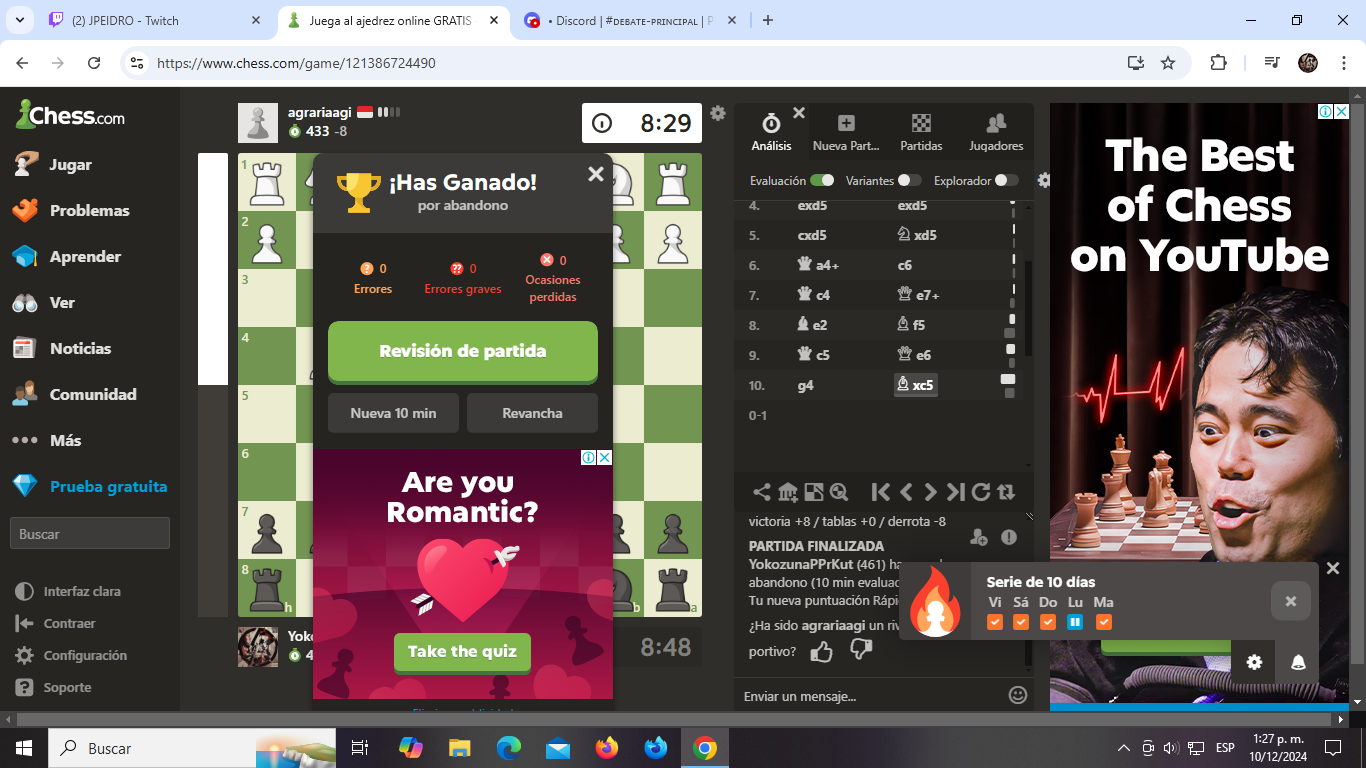 (2) JPEIDRO - Twitch
Juega al ajedrez online GRATIS
• Discord | #ᴅᴇʙᴀᴛᴇ-ᴘʀɪɴᴄɪᴘᴀʟ | P
https://www.chess.com/game/121386724490
Chess.com
Jugar
Problemas
Aprender
Ver
Noticias
Comunidad
Más
Prueba gratuita
Buscar
Interfaz clara
Contraer
Configuración
Soporte
agrariaagi
433 -8
8:29
1
2
3
4
5
6
7
8
h
b
a
¡Has Ganado!
por abandono
?? 0
? 0
0
Errores
Errores graves
Ocasiones
perdidas
Revisión de partida
Nueva 10 min
Revancha
Are you
Romantic?
Take the quiz
Yoko
4
8:48
Análisis
Nueva Part...
Partidas
Jugadores
Evaluación
Variantes
Explorador
4. exd5 exd5
5. cxd5 xd5
6. a4+ c6
7. c4 e7+
8. e2 f5
9. c5 e6
10. g4 xc5
0-1
victoria +8 / tablas +0 / derrota -8
PARTIDA FINALIZADA
YokozunaPPrKut (461) ha
abandono (10 min evaluad
Tu nueva puntuación Rápi
¿Ha sido agrariaagi un riv
portivo?
Enviar un mensaje...
The Best
of Chess
on YouTube
Serie de 10 días
Vi Sá Do Lu Ma
Buscar
ESP
1:27 p. m.
10/12/2024